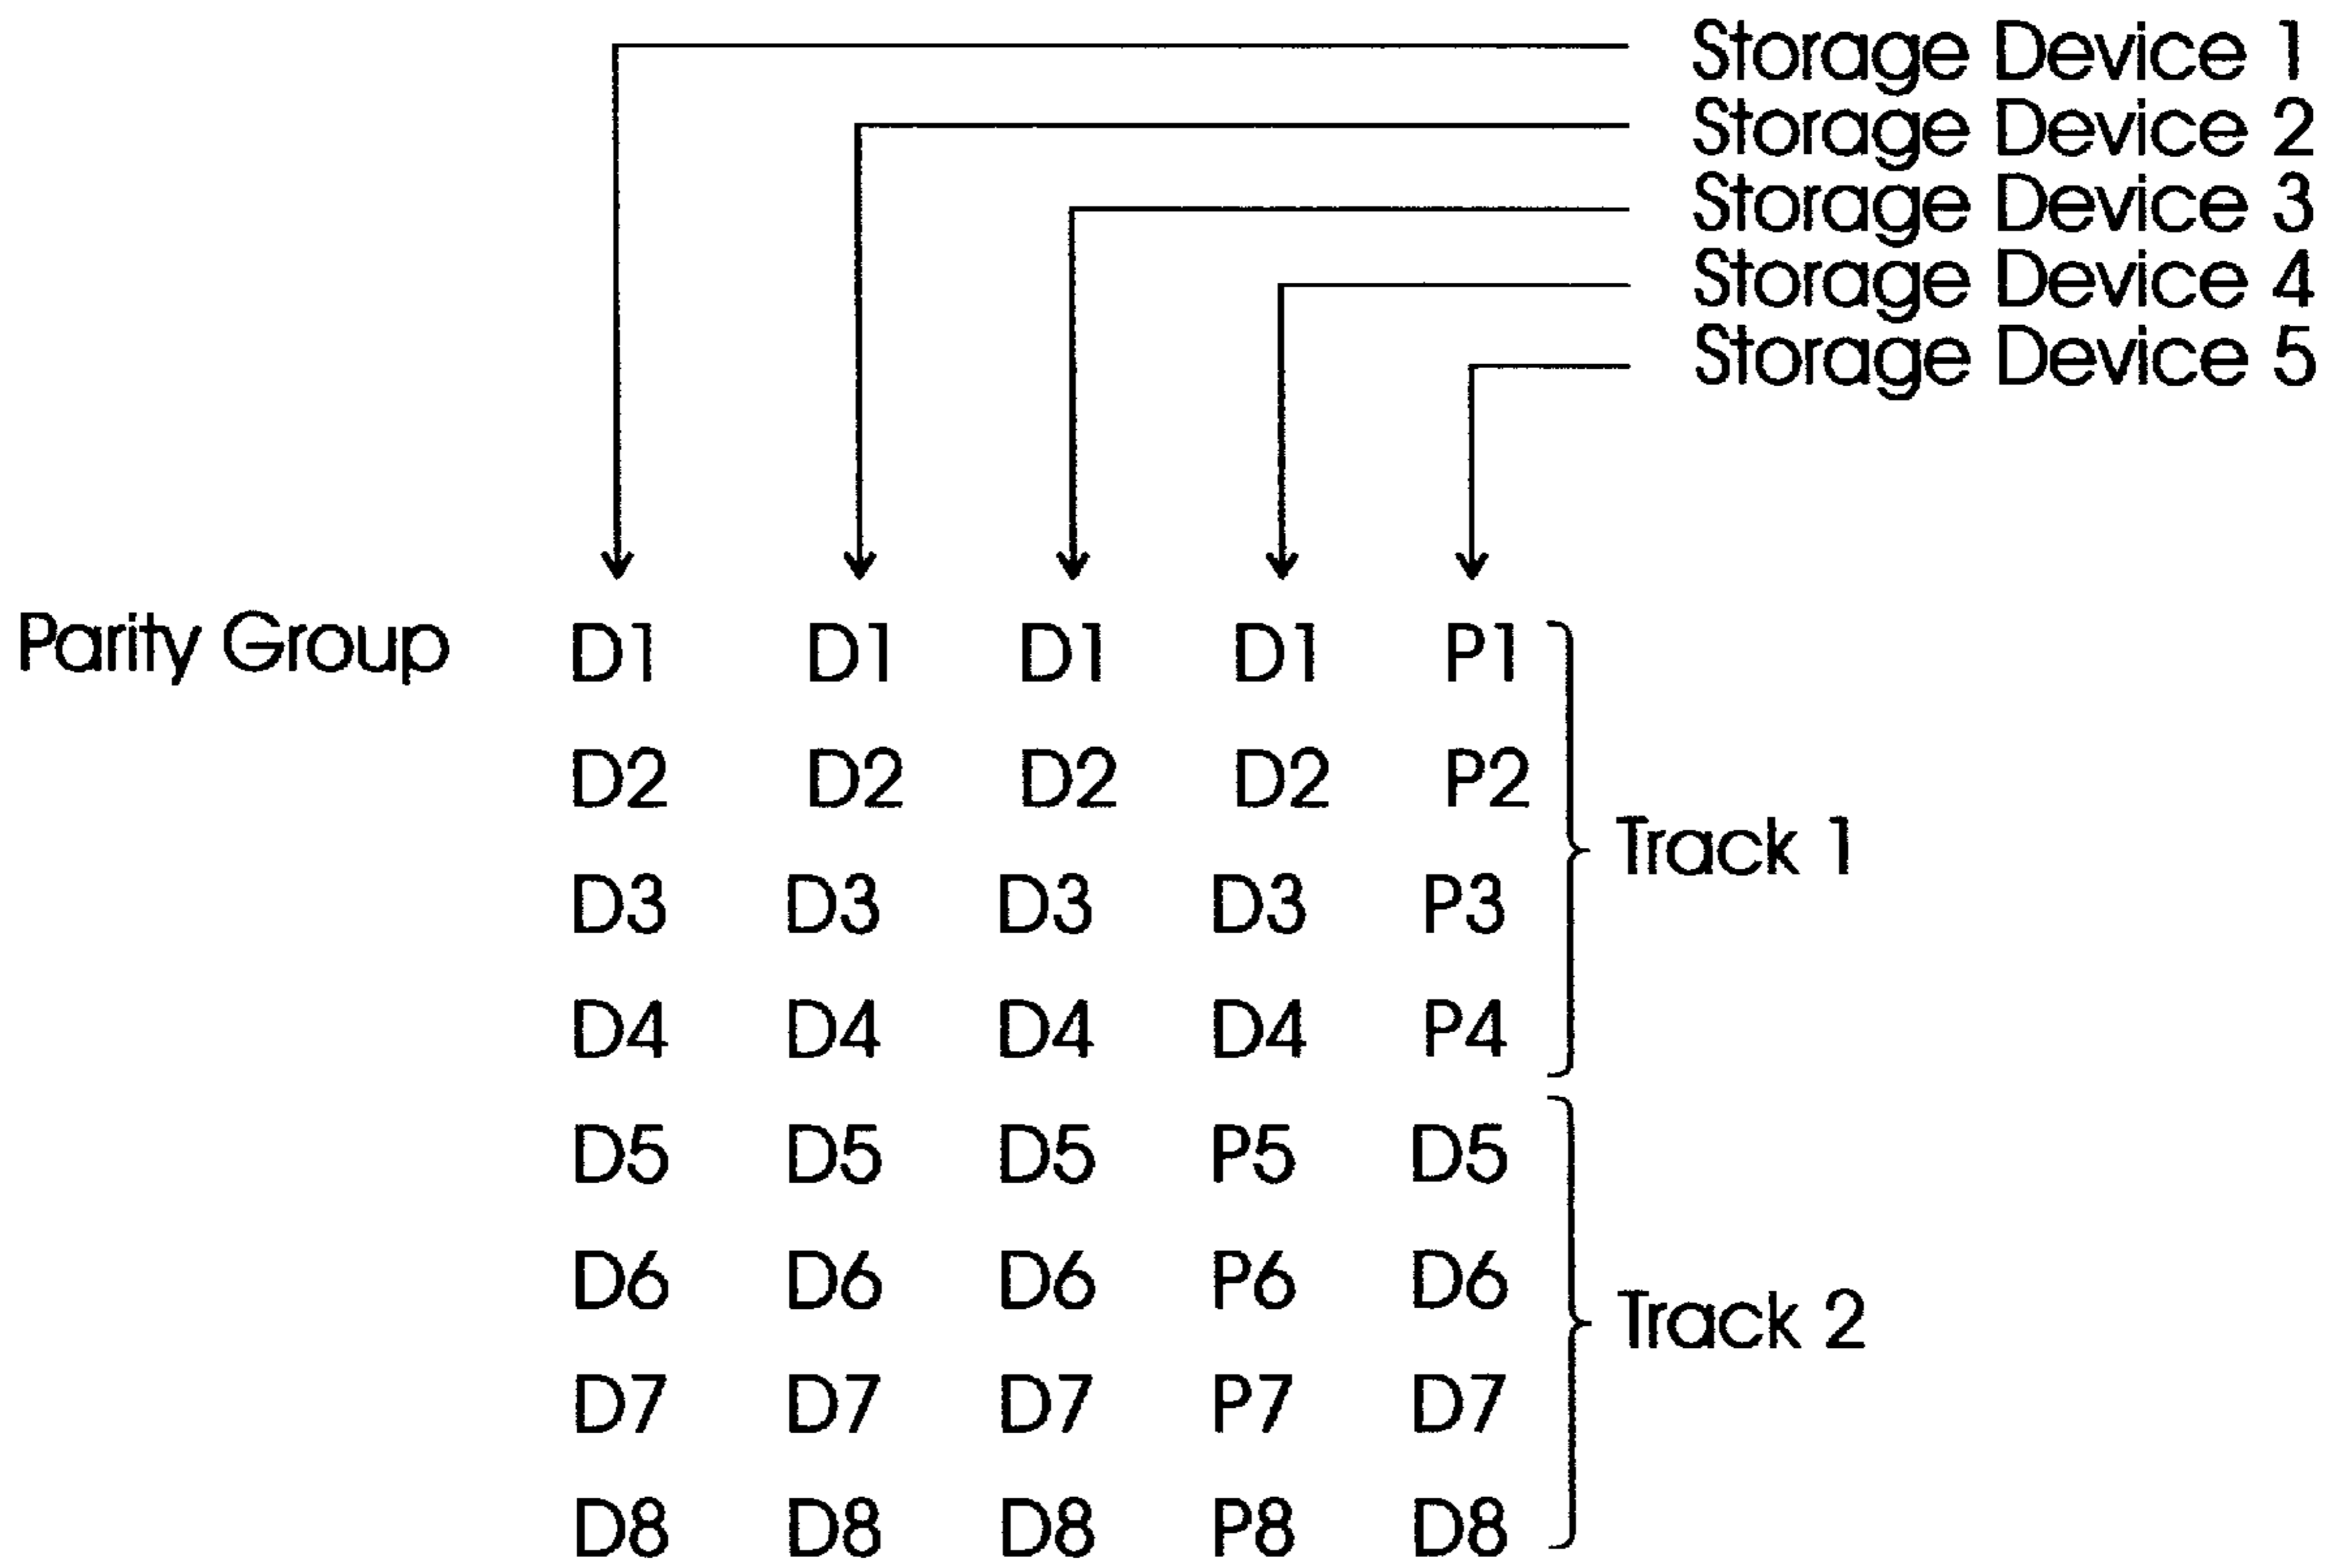 Storage Device 1
Storage Device 2
Storage Device 3
Storage Device 4
Storage Device 5
Parity Group D1 D1 D1 D1 P1
D2 D2 D2 D2 P2
Track 1
D3 D3 D3 D3 P3
D4 D4 D4 D4 P4
D5 D5 D5 P5 D5
D6 D6 D6 P6 D6
Track 2
D7 D7 D7 P7 D7
D8 D8 D8 P8 D8